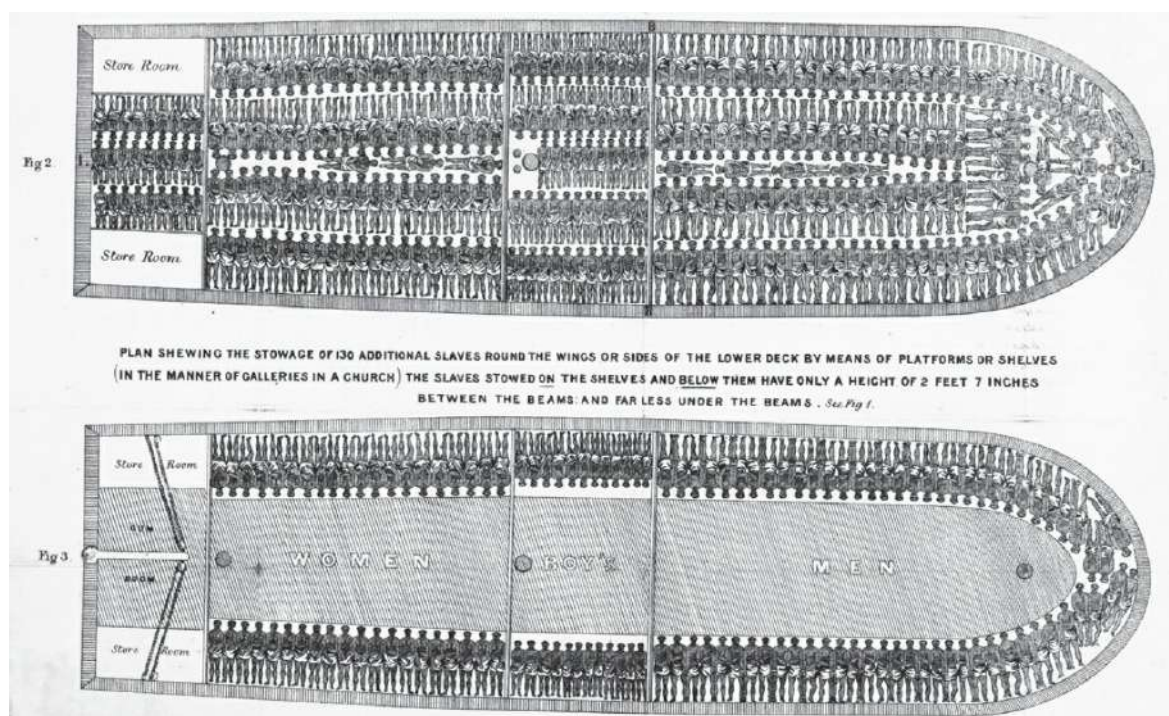 Store Room
Fig 2.
Store Room
PLAN SHEWING THE STOWAGE OF 130 ADDITIONAL SLAVES ROUND THE WINGS OR SIDES OF THE LOWER DECK BY MEANS OF PLATFORMS OR SHELVES
(IN THE MANNER OF GALLERIES IN A CHURCH) THE SLAVES STOWED ON THE SHELVES AND BELOW THEM HAVE ONLY A HEIGHT OF 2 FEET 7 INCHES
BETWEEN THE BEAMS: AND FAR LESS UNDER THE BEAMS. See Fig 1.
Store Room
GUN
Fig 3.
WOMEN BOY'S MEN
ROOM
Store Room